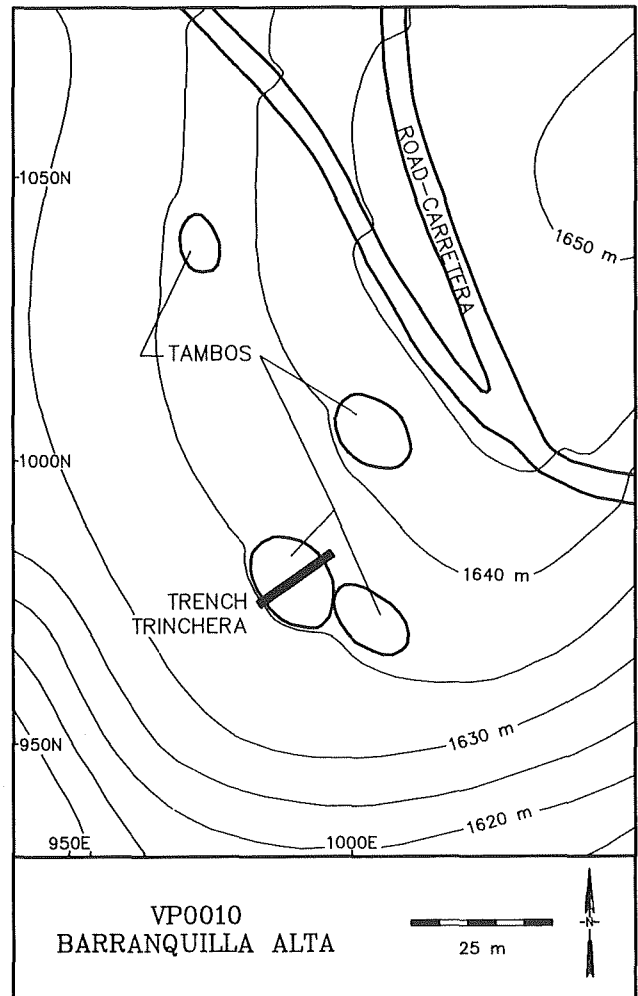 1050N
ROAD-CARRETERA
1650 m
TAMBOS
1000N
1640 m
TRENCH
TRINCHERA
1630 m
950N
1620 m
950E
1000E
VP0010
BARRANQUILLA ALTA
N
25 m